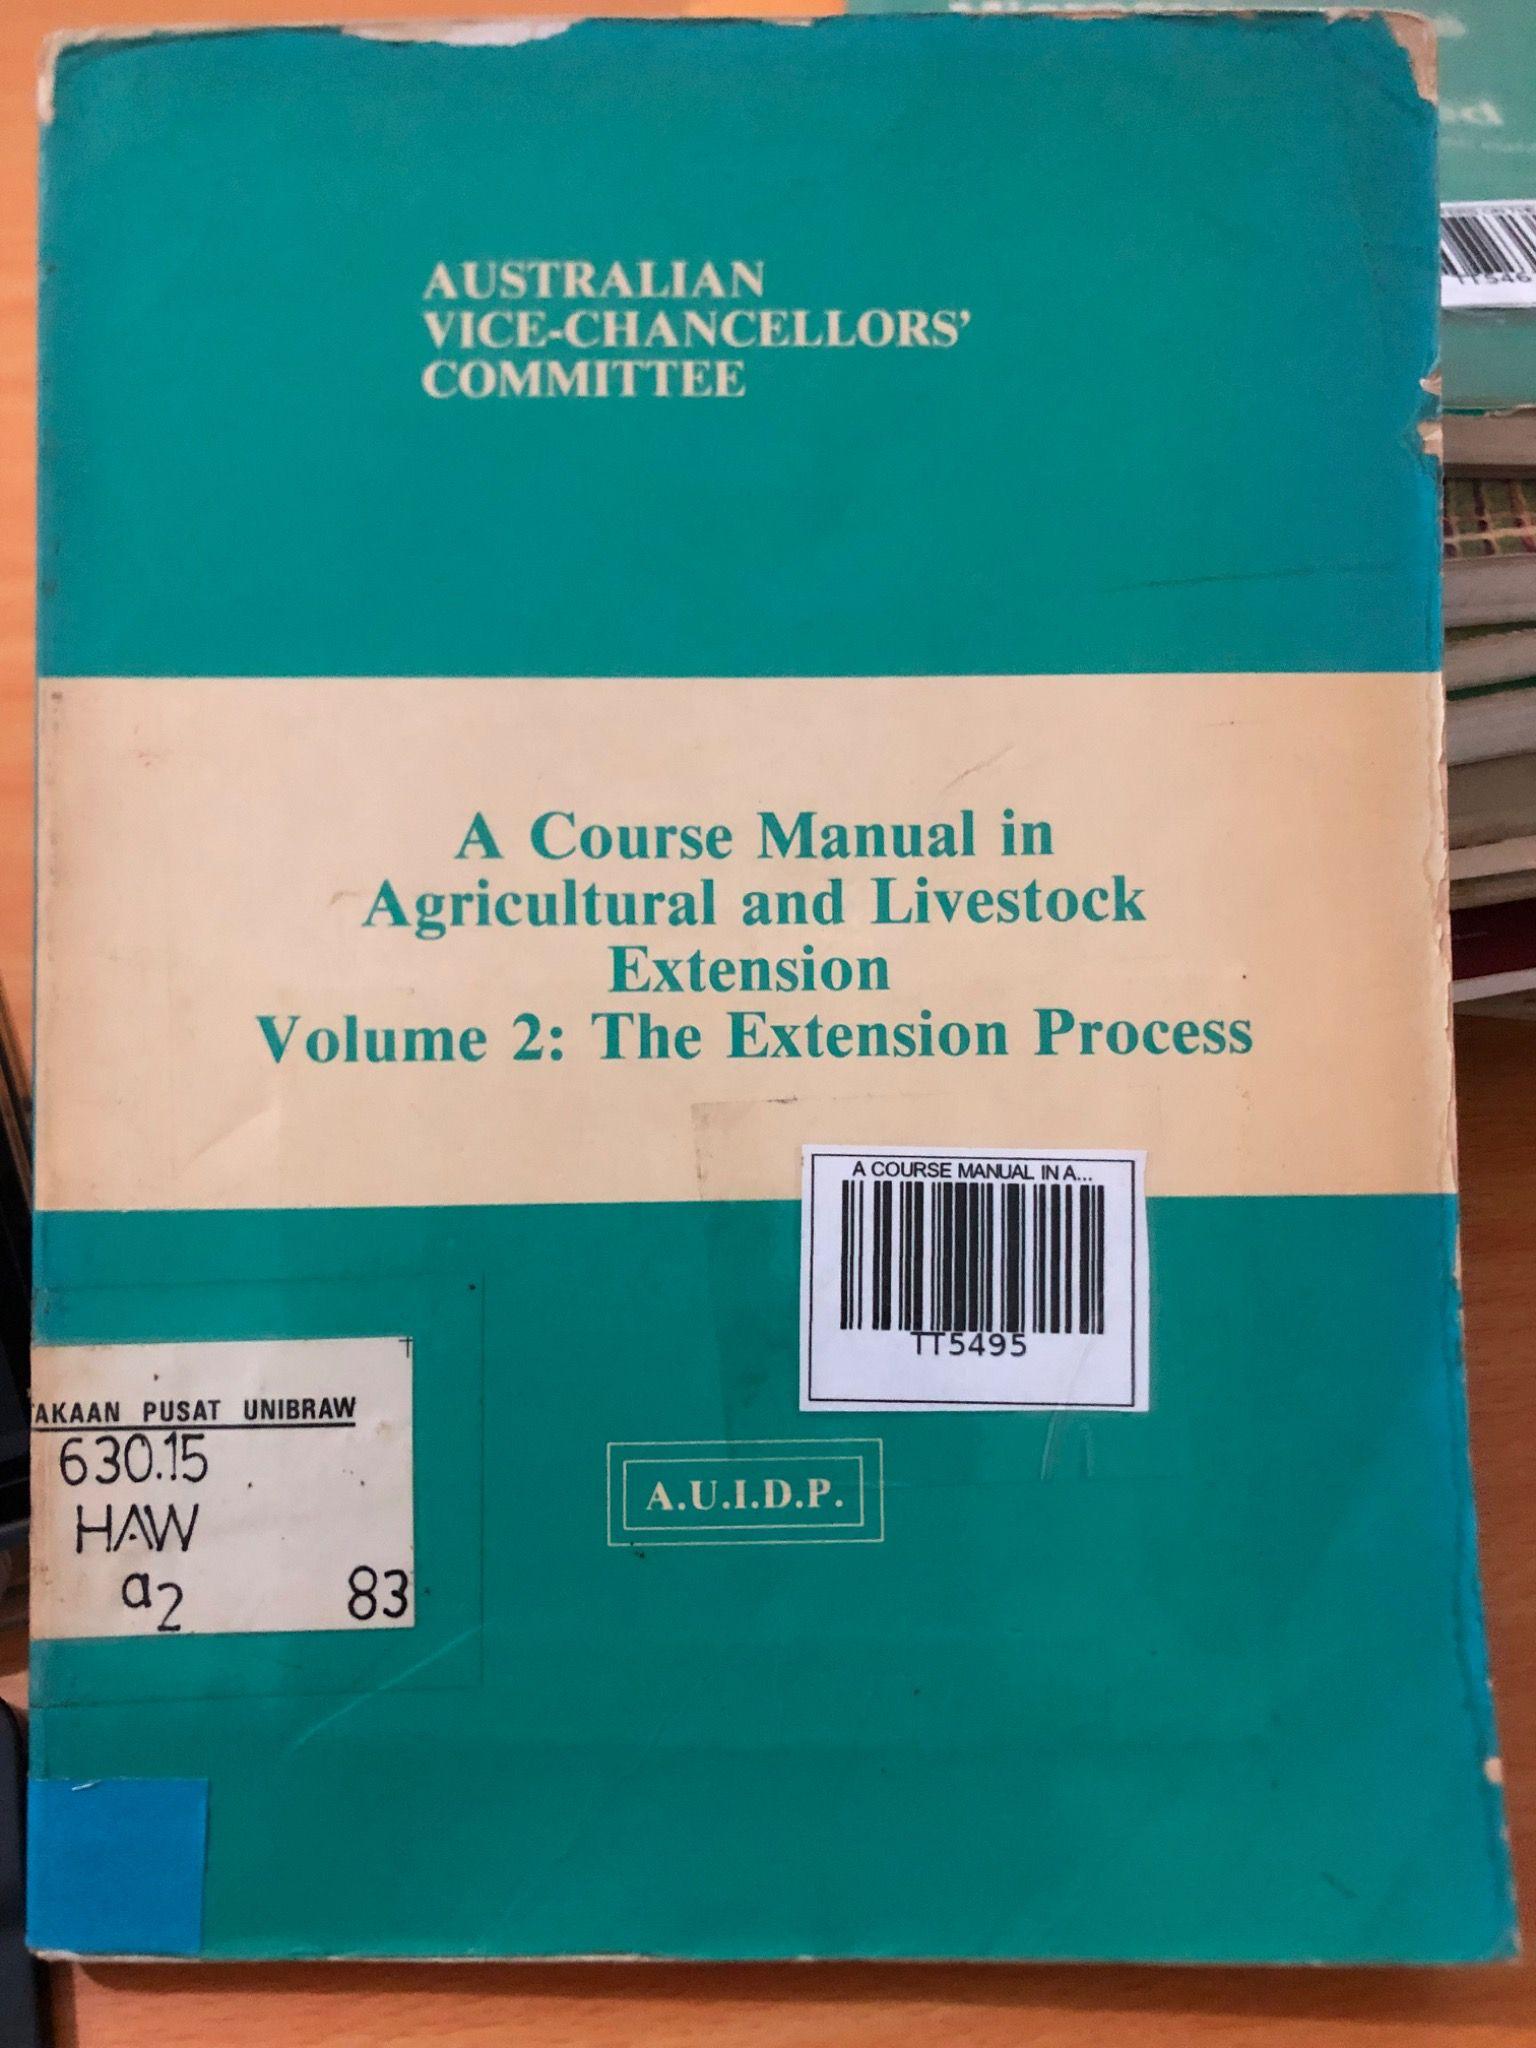 AUSTRALIAN
VICE-CHANCELLORS'
COMMITTEE
A Course Manual in
Agricultural and Livestock
Extension
Volume 2: The Extension Process
A COURSE MANUAL IN A...
TT5495
AKAAN PUSAT UNIBRAW
630.15
HAW
a2 83
A.U.I.D.P.